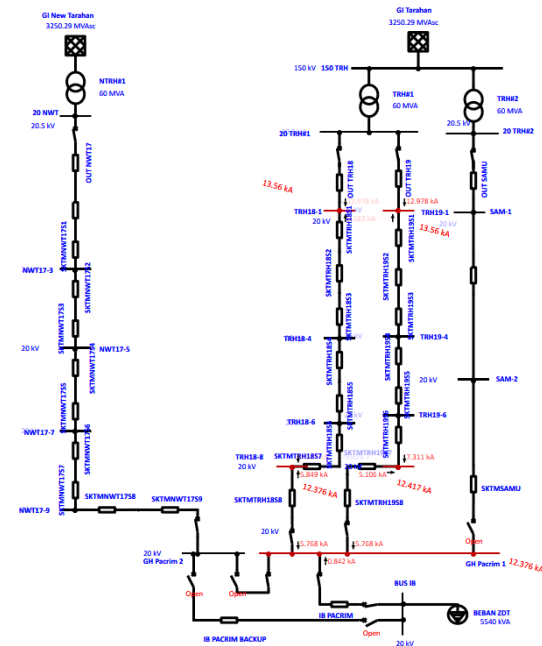 GI New Tarahan
3250.29 MVAsc
GI Tarahan
3250.29 MVAsc
150 kV
150 TRH
NTRH#1
60 MVA
TRH#1
60 MVA
TRH#2
60 MVA
20 NWT
20.5 kV
20 TRH#1
20.5 kV
20 TRH#2
OUT NWT17
OUT TRH18
OUT TRH19
OUT SAMU
13.56 kA
12.978 kA
TRH18-1
20 kV
TRH19-1
13.56 kA
SAM-1
SKTMNWT17S1
SKTMNWT17S2
NWT17-3
SKTMTRH18S1
SKTMTRH18S2
SKTMTRH19S1
SKTMTRH19S2
SKTMNWT17S3
SKTMNWT17S4
20 kV
NWT17-5
SKTMTRH18S3
SKTMTRH18S4
TRH18-4
SKTMTRH19S3
TRH19-4
SKTMNWT17S5
SKTMNWT17S6
NWT17-7
SKTMTRH18S5
TRH18-6
SKTMTRH19S5
20 kV
TRH19-6
SAM-2
SKTMNWT17S7
TRH18-8
20 kV
SKTMTRH18S7
5.849 kA
12.376 kA
5.106 kA
7.311 kA
12.417 kA
NWT17-9
SKTMNWT17S8
SKTMNWT17S9
SKTMTRH18S8
SKTMTRH19S8
SKTMSAMU
Open
20 kV
GH Pacrim 2
5.768 kA
5.768 kA
0.842 kA
GH Pacrim 1
12.376 kA
Open
Open
BUS IB
IB PACRIM
Open
BEBAN ZDT
5540 kVA
IB PACRIM BACKUP
20 kV